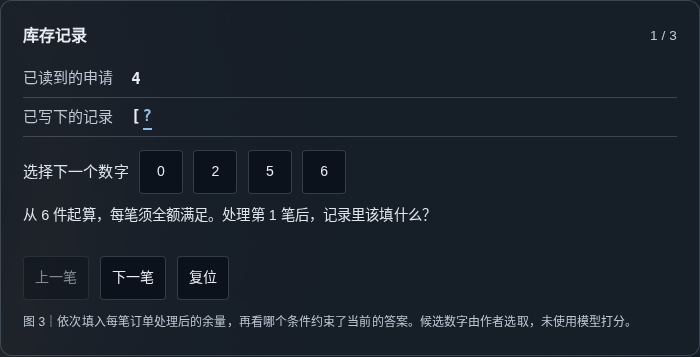 库存记录 1 / 3
已读到的申请 4
已写下的记录 [ ?
选择下一个数字 0 2 5 6
从 6 件起算，每笔须全额满足。处理第 1 笔后，记录里该填什么？
上一笔 下一笔 复位
图 3｜依次填入每笔订单处理后的余量，再看哪个条件约束了当前的答案。候选数字由作者选取，未使用模型打分。